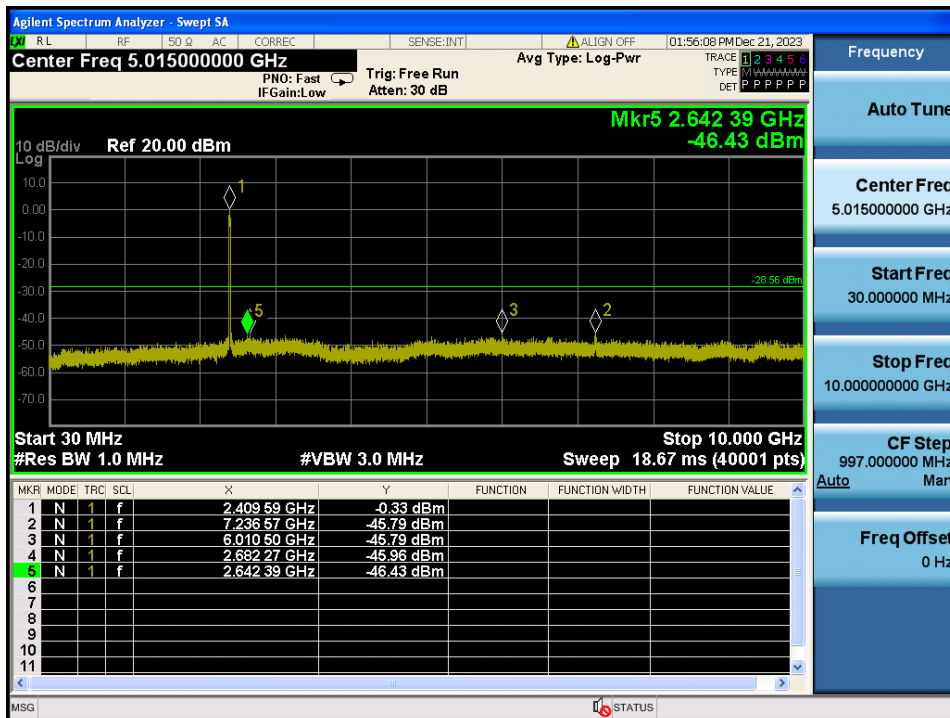 Agilent Spectrum Analyzer - Swept SA
LXI RL RF 50 Ω AC CORREC SENSE:INT ALIGN OFF 01:56:08 PM Dec 21, 2023
Center Freq 5.015000000 GHz
PNO: Fast
IFGain:Low
Trig: Free Run
Atten: 30 dB
Avg Type: Log-Pwr
TRACE 1 2 3 4 5 6
TYPE
DET P P P P P P
Mkr5 2.642 39 GHz
-46.43 dBm
10 dB/div
Log
Ref 20.00 dBm
10.0
0.00
-10.0
-20.0
-30.0
-40.0
-50.0
-60.0
-70.0
1
5
3
2
-28.56 dBm
Start 30 MHz
Stop 10.000 GHz
#Res BW 1.0 MHz
#VBW 3.0 MHz
Sweep 18.67 ms (40001 pts)
MKR MODE TRC SCL X Y FUNCTION FUNCTION WIDTH FUNCTION VALUE
1 N 1 f 2.409 59 GHz -0.33 dBm
2 N 1 f 7.236 57 GHz -45.79 dBm
3 N 1 f 6.010 50 GHz -45.79 dBm
4 N 1 f 2.682 27 GHz -45.96 dBm
5 N 1 f 2.642 39 GHz -46.43 dBm
6
7
8
9
10
11
MSG STATUS
Frequency
Auto Tune
Center Freq
5.015000000 GHz
Start Freq
30.000000 MHz
Stop Freq
10.000000000 GHz
CF Step
997.000000 MHz
Auto Man
Freq Offset
0 Hz